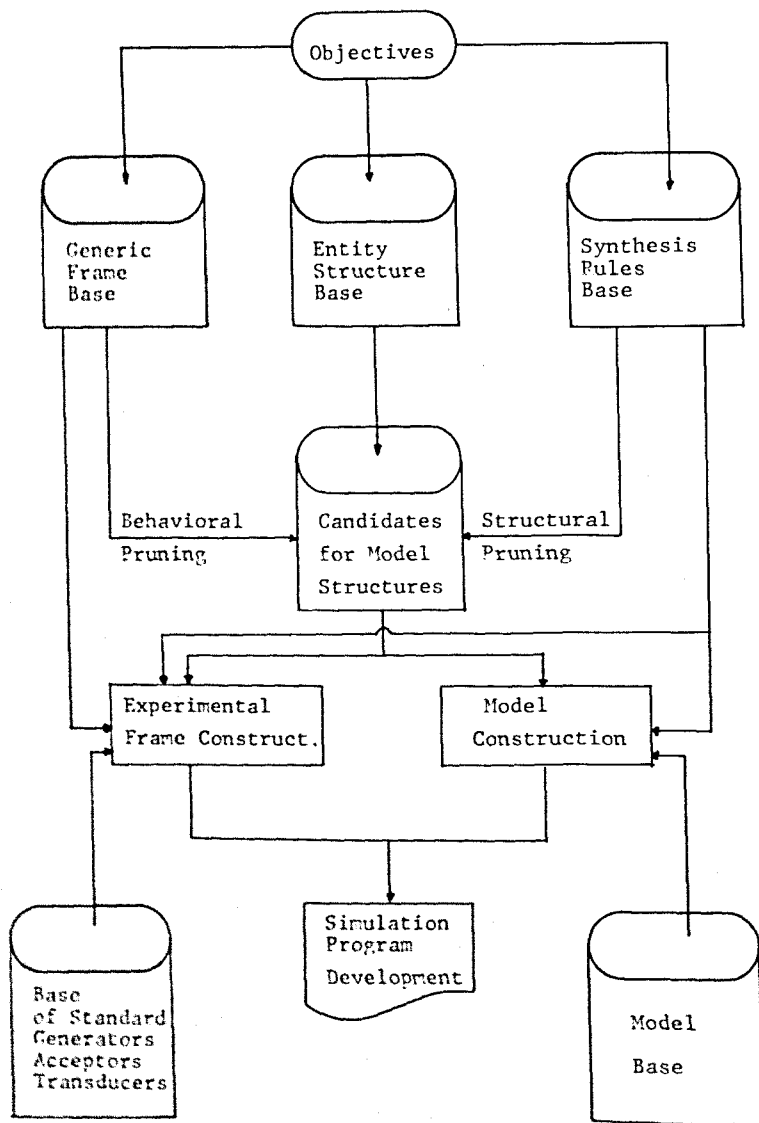 Objectives
Generic
Frame
Base
Entity
Structure
Base
Synthesis
Rules
Base
Behavioral
Pruning
Candidates
for Model
Structures
Structural
Pruning
Experimental
Frame Construct.
Model
Construction
Simulation
Program
Development
Base
of Standard
Generators
Acceptors
Transducers
Model
Base